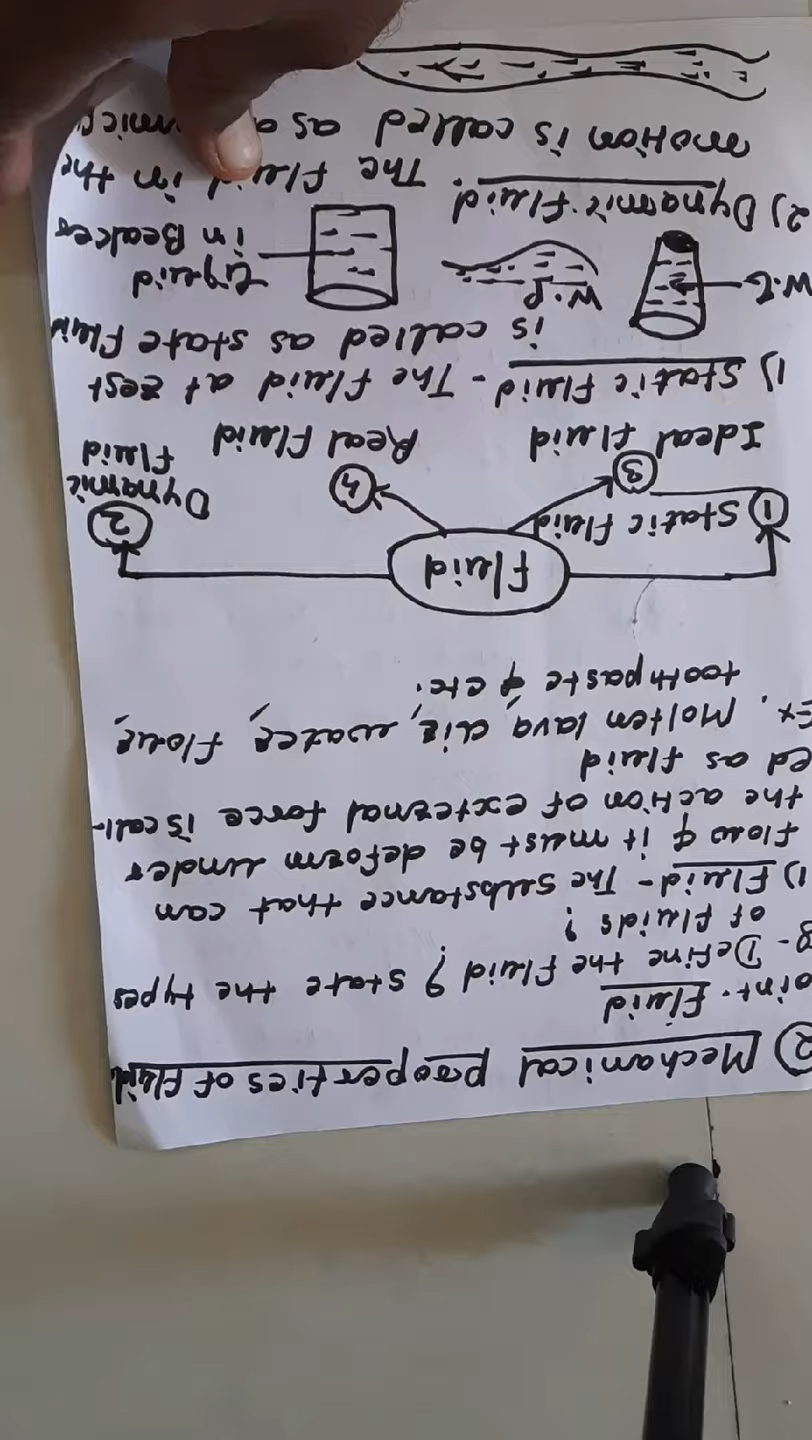 2) Mechanical properties of Fluid
oint. Fluid
8- Define the Fluid? State the types
of fluids?
1) Fluid - The Substance that can
flow & it must be deform under
the action of external force is call-
ed as fluid
Ex. Molten lava, air, water, flour,
toothpaste & etc.
Fluid
1 Static Fluid
2 Dynamic
Fluid
3 Ideal fluid
4 Real Fluid
1) Static Fluid - The Fluid at rest
is called as state Fluid
W.G
W.P
Liquid
in Beaker
2) Dynamic Fluid. The Fluid in the
motion is called as